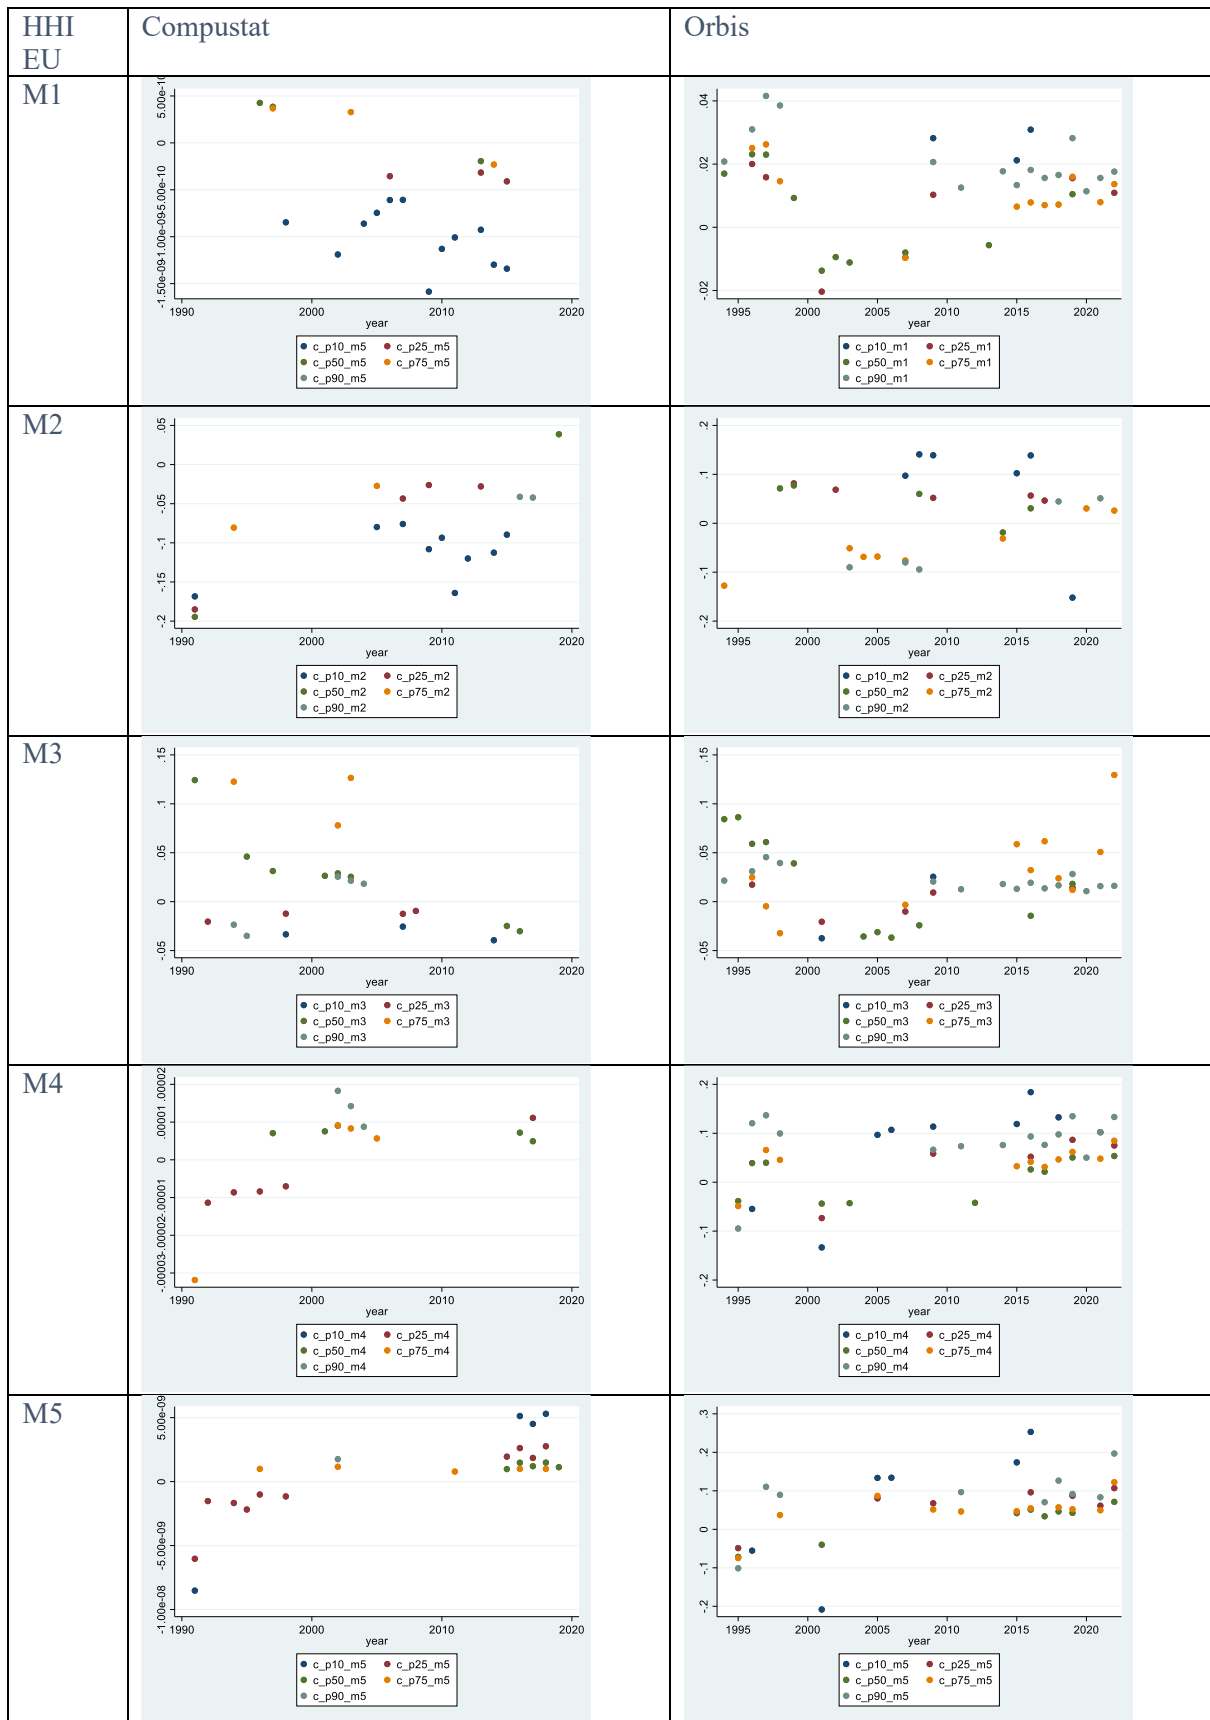 HHI EU
Compustat
Orbis
M1
5.00e-10
0
-5.00e-10
-1.00e-09
-1.50e-09
1990 2000 2010 2020
year
c_p10_m5 c_p25_m5
c_p50_m5 c_p75_m5
c_p90_m5
.04
.02
0
-.02
1995 2000 2005 2010 2015 2020
year
c_p10_m1 c_p25_m1
c_p50_m1 c_p75_m1
c_p90_m1
M2
.05
0
-.05
-.1
-.15
-.2
1990 2000 2010 2020
year
c_p10_m2 c_p25_m2
c_p50_m2 c_p75_m2
c_p90_m2
.2
.1
0
-.1
-.2
1995 2000 2005 2010 2015 2020
year
c_p10_m2 c_p25_m2
c_p50_m2 c_p75_m2
c_p90_m2
M3
.15
.1
.05
0
-.05
1990 2000 2010 2020
year
c_p10_m3 c_p25_m3
c_p50_m3 c_p75_m3
c_p90_m3
.15
.1
.05
0
-.05
1995 2000 2005 2010 2015 2020
year
c_p10_m3 c_p25_m3
c_p50_m3 c_p75_m3
c_p90_m3
M4
.00002
.00001
0
-.00001
-.00002
-.00003
1990 2000 2010 2020
year
c_p10_m4 c_p25_m4
c_p50_m4 c_p75_m4
c_p90_m4
.2
.1
0
-.1
-.2
1995 2000 2005 2010 2015 2020
year
c_p10_m4 c_p25_m4
c_p50_m4 c_p75_m4
c_p90_m4
M5
5.00e-09
0
-5.00e-09
-1.00e-08
1990 2000 2010 2020
year
c_p10_m5 c_p25_m5
c_p50_m5 c_p75_m5
c_p90_m5
.3
.2
.1
0
-.1
-.2
1995 2000 2005 2010 2015 2020
year
c_p10_m5 c_p25_m5
c_p50_m5 c_p75_m5
c_p90_m5